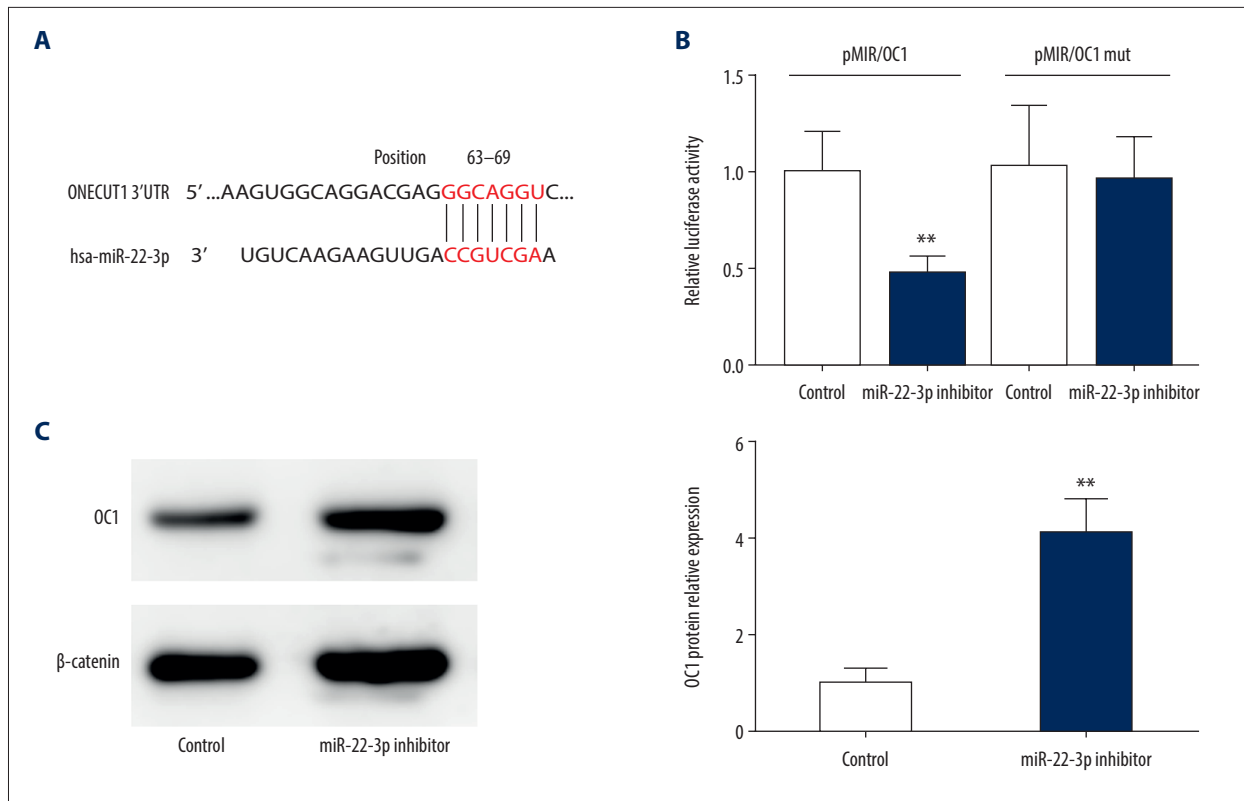 A
Position 63–69
ONECUT1 3'UTR 5' ...AAGUGGCAGGACGAGGGCAGGUC...
hsa-miR-22-3p 3' UGUCAAGAAGUUGACCGUCGAA
B
pMIR/OC1 pMIR/OC1 mut
Relative luciferase activity
1.5
1.0
0.5
0.0
**
Control miR-22-3p inhibitor Control miR-22-3p inhibitor
C
OC1
β-catenin
Control miR-22-3p inhibitor
OC1 protein relative expression
6
4
2
0
**
Control miR-22-3p inhibitor